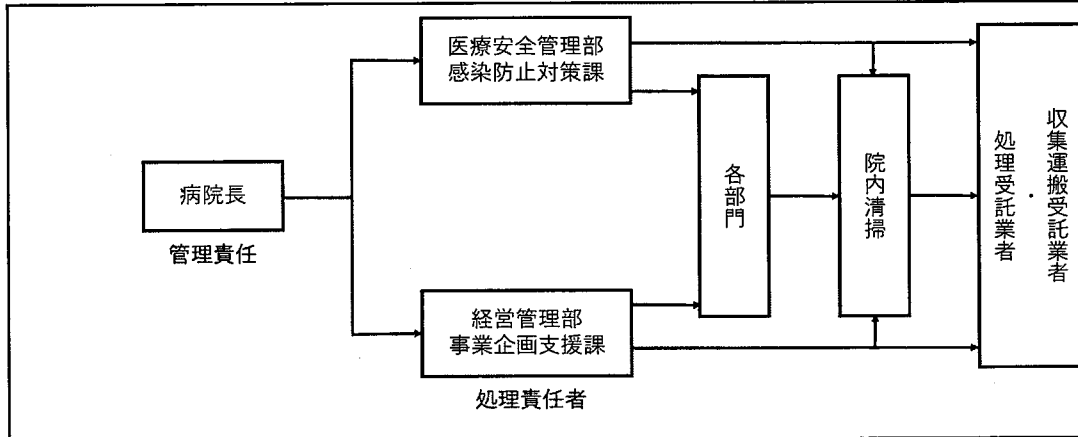 医療安全管理部
感染防止対策課
病院長
管理責任
経営管理部
事業企画支援課
処理責任者
各部門
院内清掃
収集運搬受託業者
・
処理受託業者